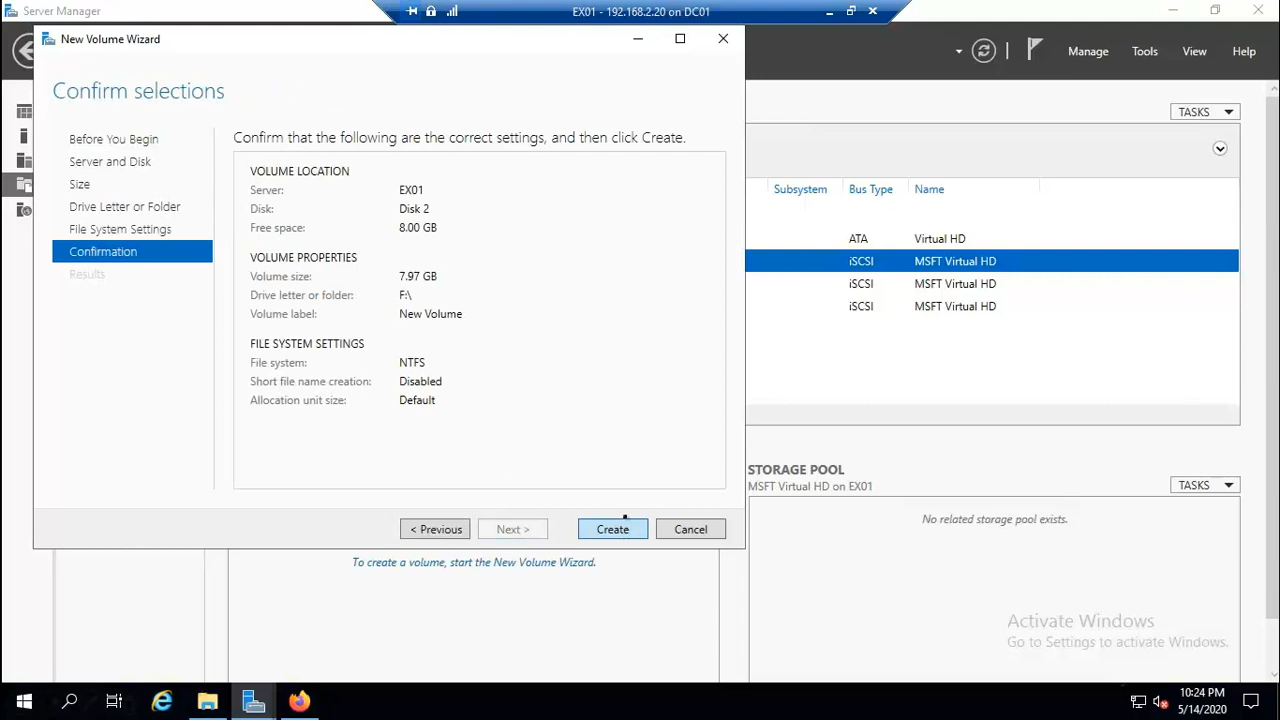 Server Manager
EX01 - 192.168.2.20 on DC01
New Volume Wizard
Manage Tools View Help
Confirm selections
Before You Begin
Server and Disk
Size
Drive Letter or Folder
File System Settings
Confirmation
Results
Confirm that the following are the correct settings, and then click Create.
VOLUME LOCATION
Server: EX01
Disk: Disk 2
Free space: 8.00 GB
VOLUME PROPERTIES
Volume size: 7.97 GB
Drive letter or folder: F:\
Volume label: New Volume
FILE SYSTEM SETTINGS
File system: NTFS
Short file name creation: Disabled
Allocation unit size: Default
< Previous Next > Create Cancel
TASKS
Subsystem Bus Type Name
ATA Virtual HD
iSCSI MSFT Virtual HD
iSCSI MSFT Virtual HD
iSCSI MSFT Virtual HD
To create a volume, start the New Volume Wizard.
STORAGE POOL
MSFT Virtual HD on EX01
TASKS
No related storage pool exists.
Activate Windows
Go to Settings to activate Windows.
10:24 PM
5/14/2020